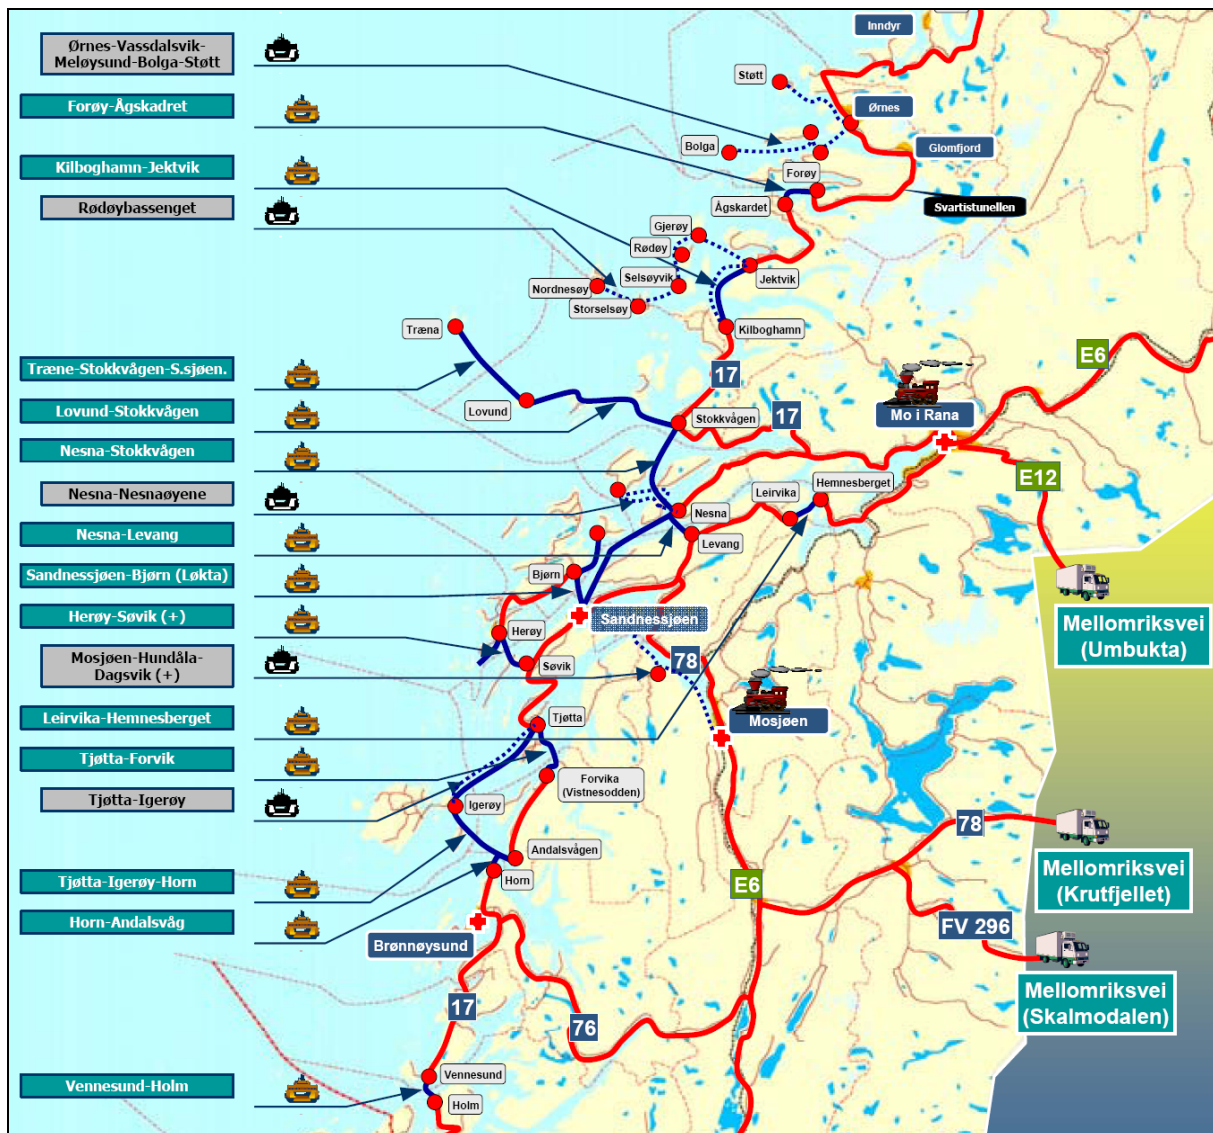 Ørnes-Vassdalsvik-
Meløysund-Bolga-Støtt
Forøy-Ågskadret
Kilboghamn-Jektvik
Rødøybassenget
Træne-Stokkvågen-S.sjøen.
Lovund-Stokkvågen
Nesna-Stokkvågen
Nesna-Nesnaøyene
Nesna-Levang
Sandnessjøen-Bjørn (Løkta)
Herøy-Søvik (+)
Mosjøen-Hundåla-
Dagsvik (+)
Leirvika-Hemnesberget
Tjøtta-Forvik
Tjøtta-Igerøy
Tjøtta-Igerøy-Horn
Horn-Andalsvåg
Vennesund-Holm
Inndyr
Støtt
Ørnes
Bolga
Glomfjord
Forøy
Svartistunellen
Ågskardet
Gjerøy
Rødøy
Selsøyvik
Jektvik
Nordnesøy
Storselsøy
Træna
Kilboghamn
E6
17
Mo i Rana
Lovund
Stokkvågen
17
E12
Hemnesberget
Leirvika
Nesna
Levang
Bjørn
Sandnessjøen
Mellomriksvei
(Umbukta)
Herøy
Søvik
78
Mosjøen
Tjøtta
Forvika
(Vistnesodden)
Igerøy
78
Mellomriksvei
(Krutfjellet)
Andalsvågen
Horn
E6
FV 296
Brønnøysund
Mellomriksvei
(Skalmodalen)
17
76
Vennesund
Holm